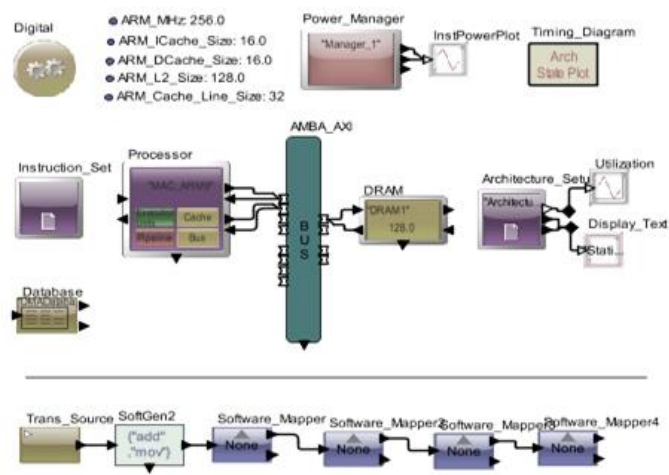 Digital
ARM_MHz: 256.0
ARM_ICache_Size: 16.0
ARM_DCache_Size: 16.0
ARM_L2_Size: 128.0
ARM_Cache_Line_Size: 32
Power_Manager
"Manager_1"
InstPowerPlot
Timing_Diagram
Arch
State Plot
AMBA_AXI
BUS
Instruction_Set
Processor
Cache
Pipeline
Bus
DRAM
"DRAM1"
128.0
Architecture_Setu
"Architectu
Utilization
Display_Text
Stati...
Database
Trans_Source
SoftGen2
{"add"
,"mov"}
Software_Mapper
None
Software_Mapper2
None
Software_Mapper3
None
Software_Mapper4
None